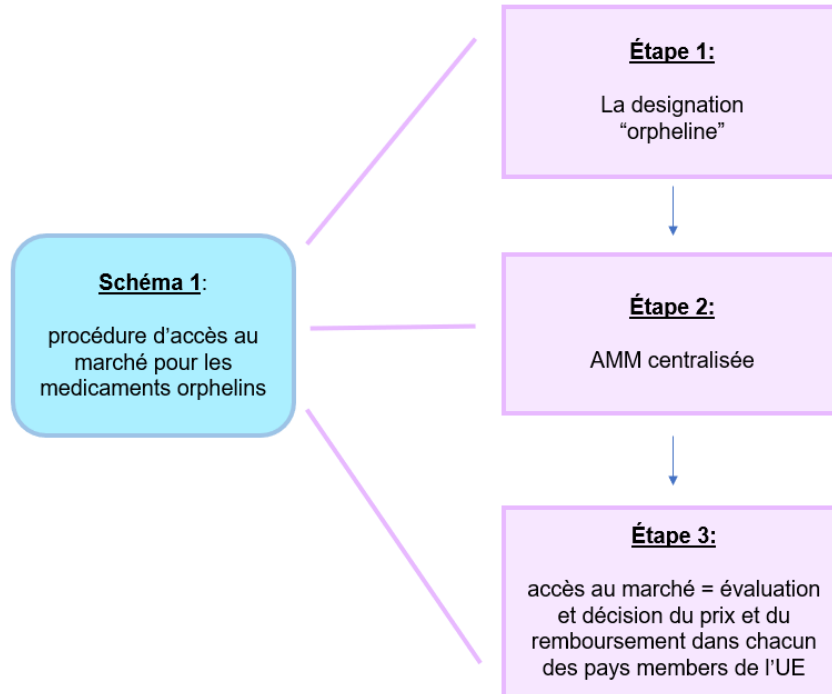 Schéma 1:
procédure d’accès au
marché pour les
medicaments orphelins
Étape 1:
La designation
“orpheline”
Étape 2:
AMM centralisée
Étape 3:
accès au marché = évaluation
et décision du prix et du
remboursement dans chacun
des pays members de l’UE